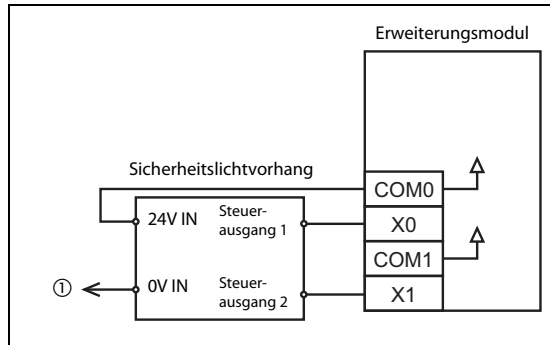 Erweiterungsmodul
Sicherheitslichtvorhang
24V IN
Steuer-
ausgang 1
0V IN
Steuer-
ausgang 2
①
COM0
X0
COM1
X1